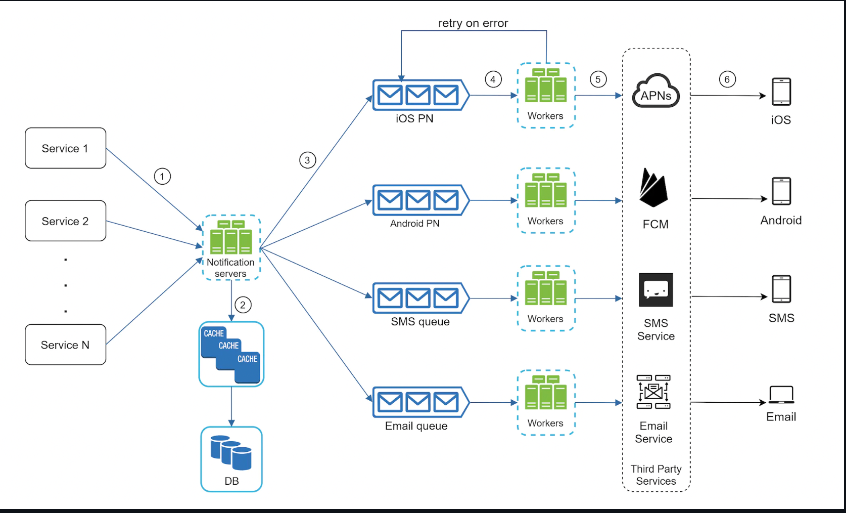 retry on error
4
5
6
APNs
iOS PN
Workers
iOS
Service 1
3
1
Service 2
Android PN
Workers
FCM
Android
Notification
servers
.
.
.
2
SMS queue
Workers
SMS
Service
SMS
Service N
CACHE
CACHE
CACHE
Email queue
Workers
Email
Service
Email
DB
Third Party
Services